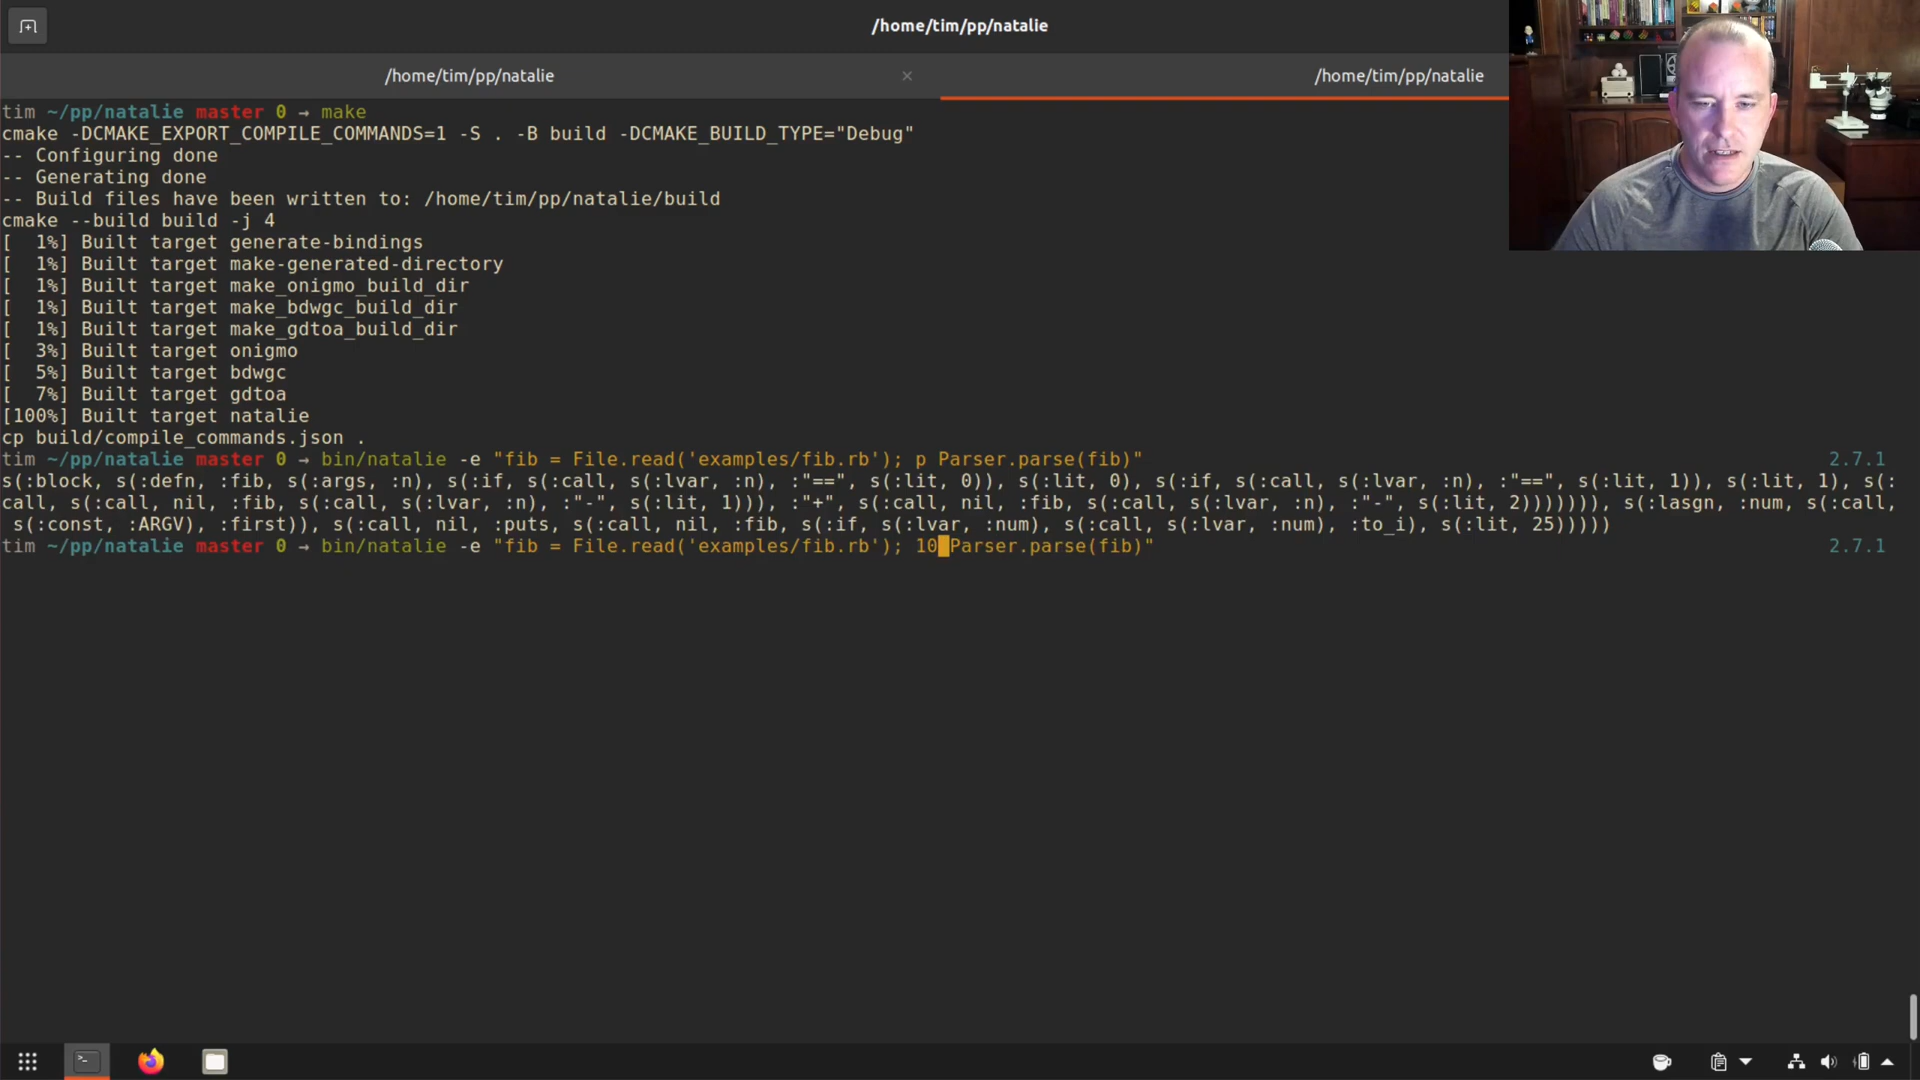 /home/tim/pp/natalie
/home/tim/pp/natalie
/home/tim/pp/natalie
tim ~/pp/natalie master 0 → make
cmake -DCMAKE_EXPORT_COMPILE_COMMANDS=1 -S . -B build -DCMAKE_BUILD_TYPE="Debug"
-- Configuring done
-- Generating done
-- Build files have been written to: /home/tim/pp/natalie/build
cmake --build build -j 4
[  1%] Built target generate-bindings
[  1%] Built target make-generated-directory
[  1%] Built target make_onigmo_build_dir
[  1%] Built target make_bdwgc_build_dir
[  1%] Built target make_gdtoa_build_dir
[  3%] Built target onigmo
[  5%] Built target bdwgc
[  7%] Built target gdtoa
[100%] Built target natalie
cp build/compile_commands.json .
tim ~/pp/natalie master 0 → bin/natalie -e "fib = File.read('examples/fib.rb'); p Parser.parse(fib)" 2.7.1
s(:block, s(:defn, :fib, s(:args, :n), s(:if, s(:call, s(:lvar, :n), :"==", s(:lit, 0)), s(:lit, 0), s(:if, s(:call, s(:lvar, :n), :"==", s(:lit, 1)), s(:lit, 1), s(:
call, s(:call, nil, :fib, s(:call, s(:lvar, :n), :"-", s(:lit, 1))), :"+", s(:call, nil, :fib, s(:call, s(:lvar, :n), :"-", s(:lit, 2))))))), s(:lasgn, :num, s(:call,
s(:const, :ARGV), :first)), s(:call, nil, :puts, s(:call, nil, :fib, s(:if, s(:lvar, :num), s(:call, s(:lvar, :num), :to_i), s(:lit, 25)))))
tim ~/pp/natalie master 0 → bin/natalie -e "fib = File.read('examples/fib.rb'); 10 Parser.parse(fib)" 2.7.1